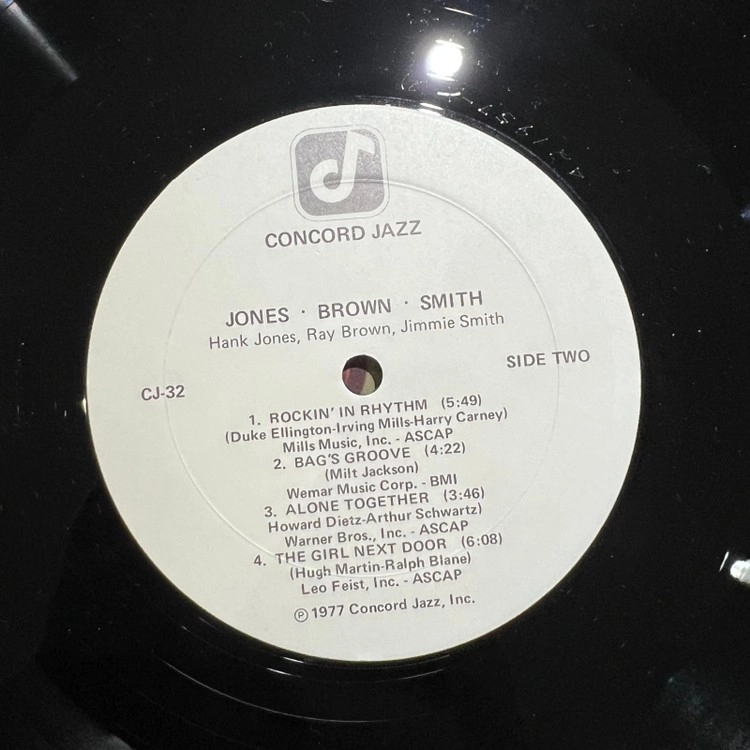 CONCORD JAZZ
JONES · BROWN · SMITH
Hank Jones, Ray Brown, Jimmie Smith
SIDE TWO
CJ-32
1. ROCKIN' IN RHYTHM (5:49)
(Duke Ellington-Irving Mills-Harry Carney)
Mills Music, Inc. - ASCAP
2. BAG'S GROOVE (4:22)
(Milt Jackson)
Wemar Music Corp. - BMI
3. ALONE TOGETHER (3:46)
Howard Dietz-Arthur Schwartz)
Warner Bros., Inc. - ASCAP
4. THE GIRL NEXT DOOR (6:08)
(Hugh Martin-Ralph Blane)
Leo Feist, Inc. - ASCAP
℗ 1977 Concord Jazz, Inc.